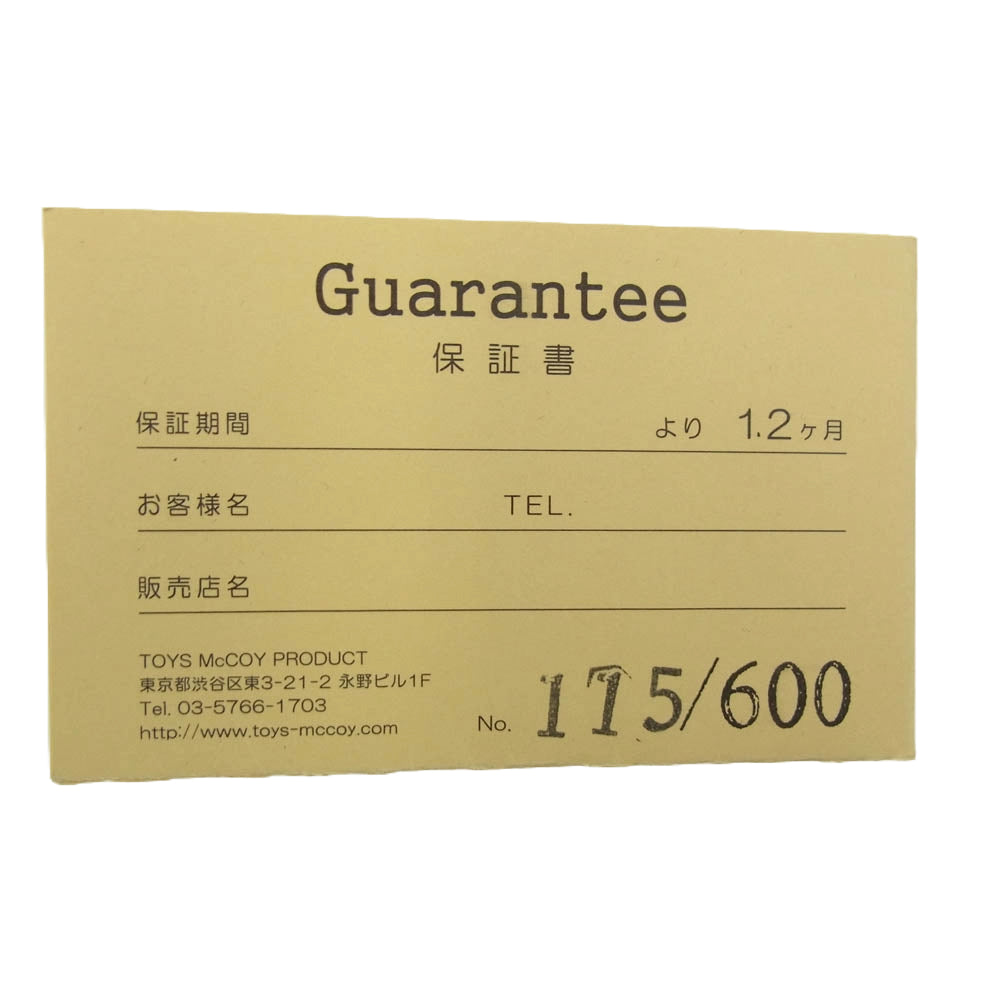 Guarantee
保証書
保証期間 より 1.2ヶ月
お客様名 TEL.
販売店名
TOYS McCOY PRODUCT
東京都渋谷区東3-21-2 永野ビル1F
Tel. 03-5766-1703
http://www.toys-mccoy.com
No. 115/600